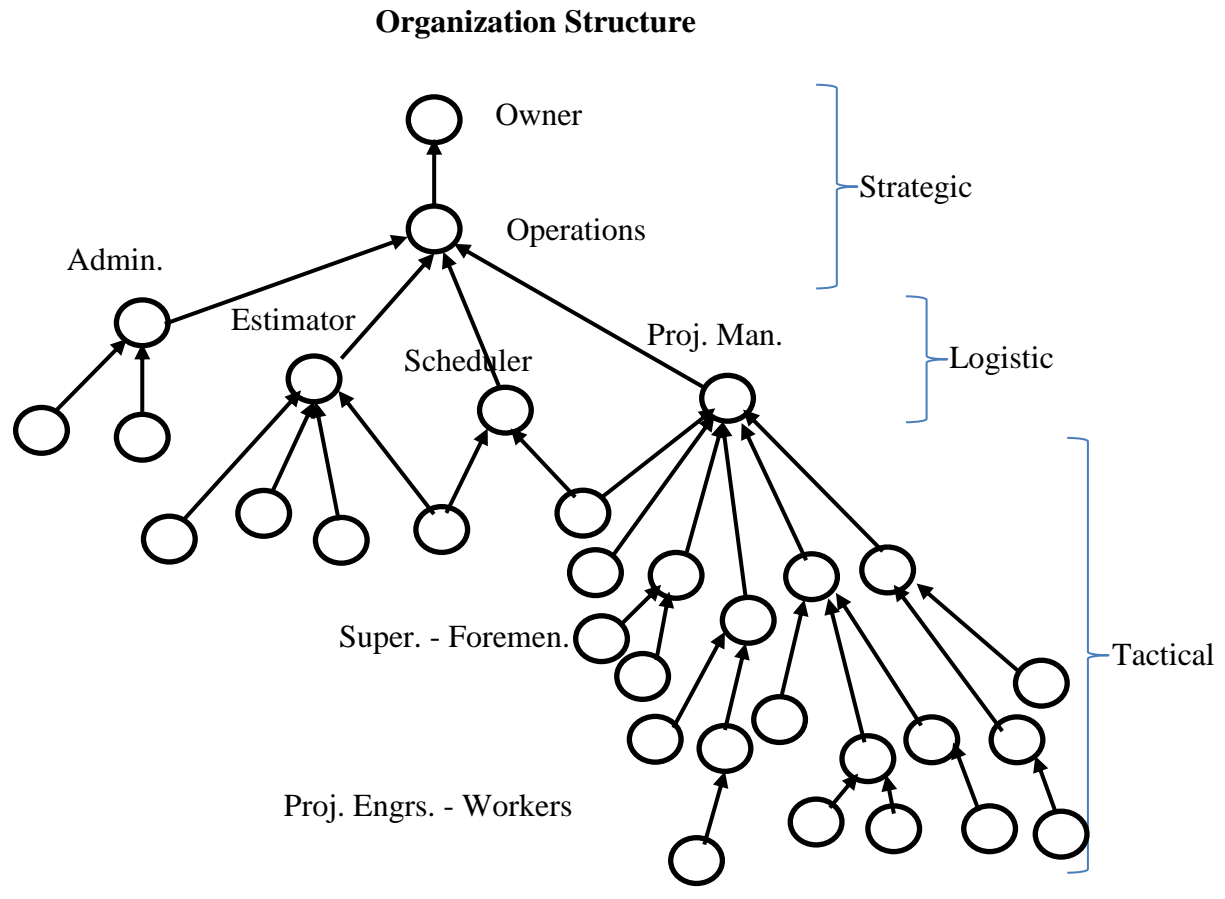 Organization Structure
Owner
Strategic
Operations
Admin.
Estimator
Proj. Man.
Scheduler
Logistic
Super. - Foremen.
Tactical
Proj. Engrs. - Workers